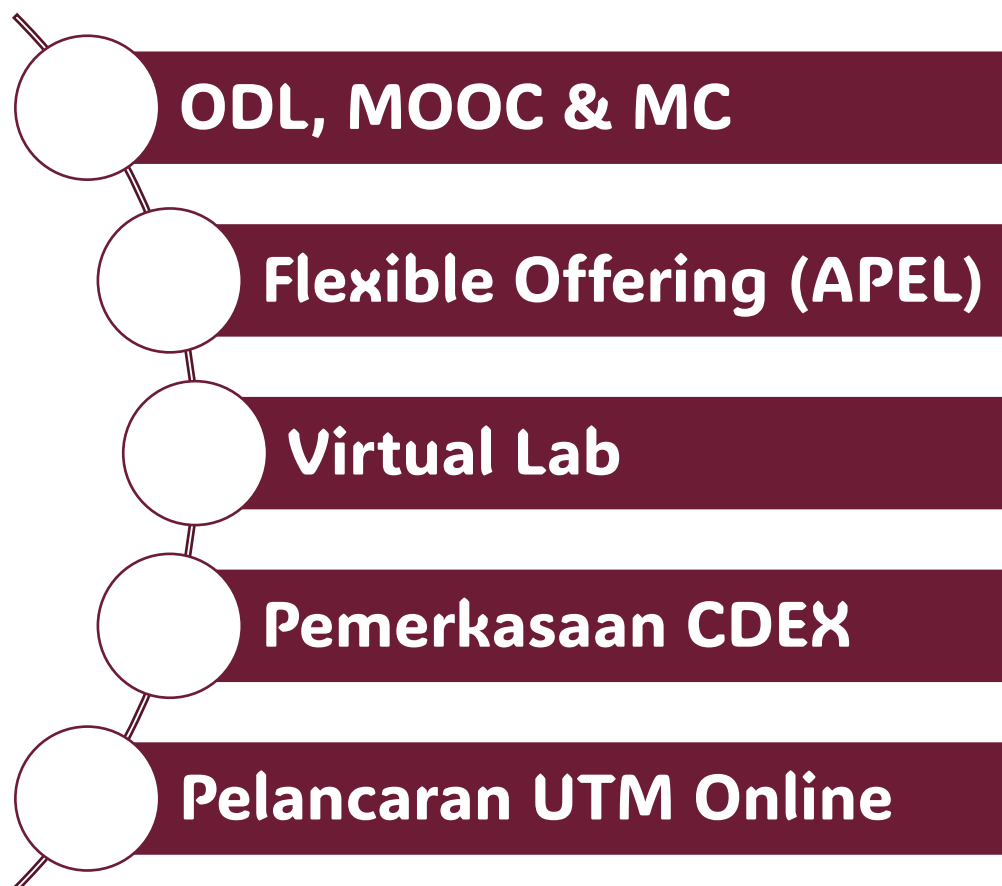 ODL, MOOC & MC
Flexible Offering (APEL)
Virtual Lab
Pemerkasaan CDEX
Pelancaran UTM Online